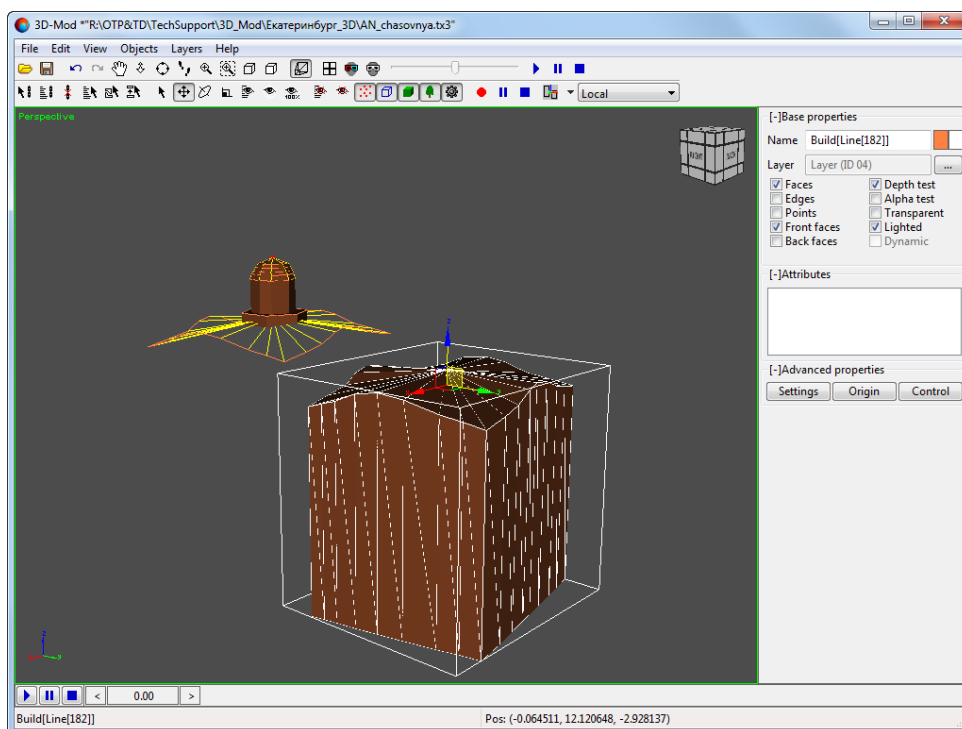 3D-Mod *"R:\OTP&TD\TechSupport\3D_Mod\Екатеринбург_3D\AN_chasovnya.tx3"
File Edit View Objects Layers Help
100%
Local
Perspective
RIGHT BACK
[-]Base properties
Name Build[Line[182]]
Layer Layer (ID 04) ...
Faces Depth test
Edges Alpha test
Points Transparent
Front faces Lighted
Back faces Dynamic
[-]Attributes
[-]Advanced properties
Settings Origin Control
z
z
< 0.00 >
Build[Line[182]] Pos: (-0.064511, 12.120648, -2.928137)